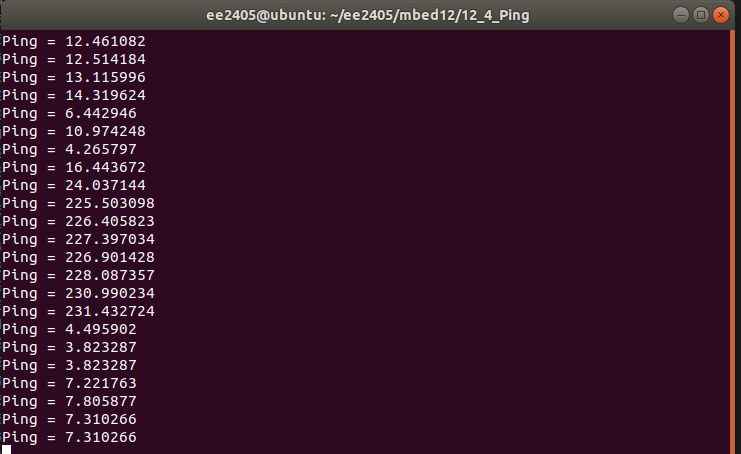 ee2405@ubuntu: ~/ee2405/mbed12/12_4_Ping
Ping = 12.461082
Ping = 12.514184
Ping = 13.115996
Ping = 14.319624
Ping = 6.442946
Ping = 10.974248
Ping = 4.265797
Ping = 16.443672
Ping = 24.037144
Ping = 225.503098
Ping = 226.405823
Ping = 227.397034
Ping = 226.901428
Ping = 228.087357
Ping = 230.990234
Ping = 231.432724
Ping = 4.495902
Ping = 3.823287
Ping = 3.823287
Ping = 7.221763
Ping = 7.805877
Ping = 7.310266
Ping = 7.310266